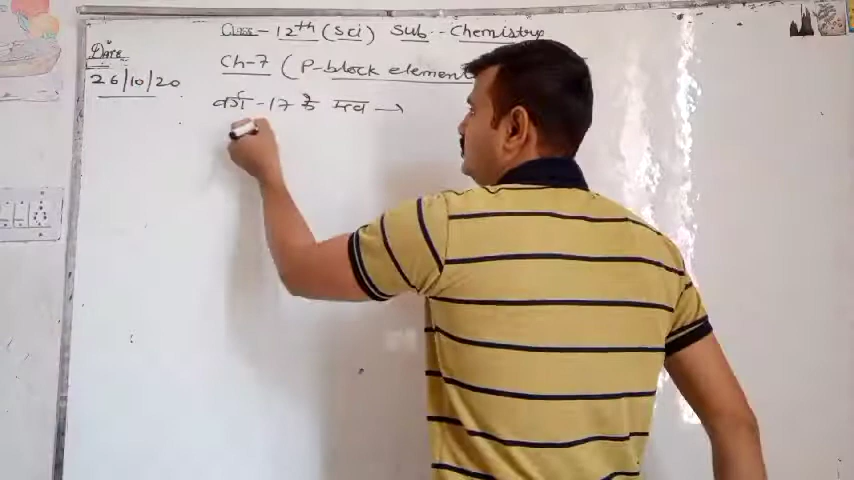 Class - 12th (Sci) Sub -- Chemistry
Date
26/10/20
Ch-7 (P-block element
वर्ग - 17 के तत्व →